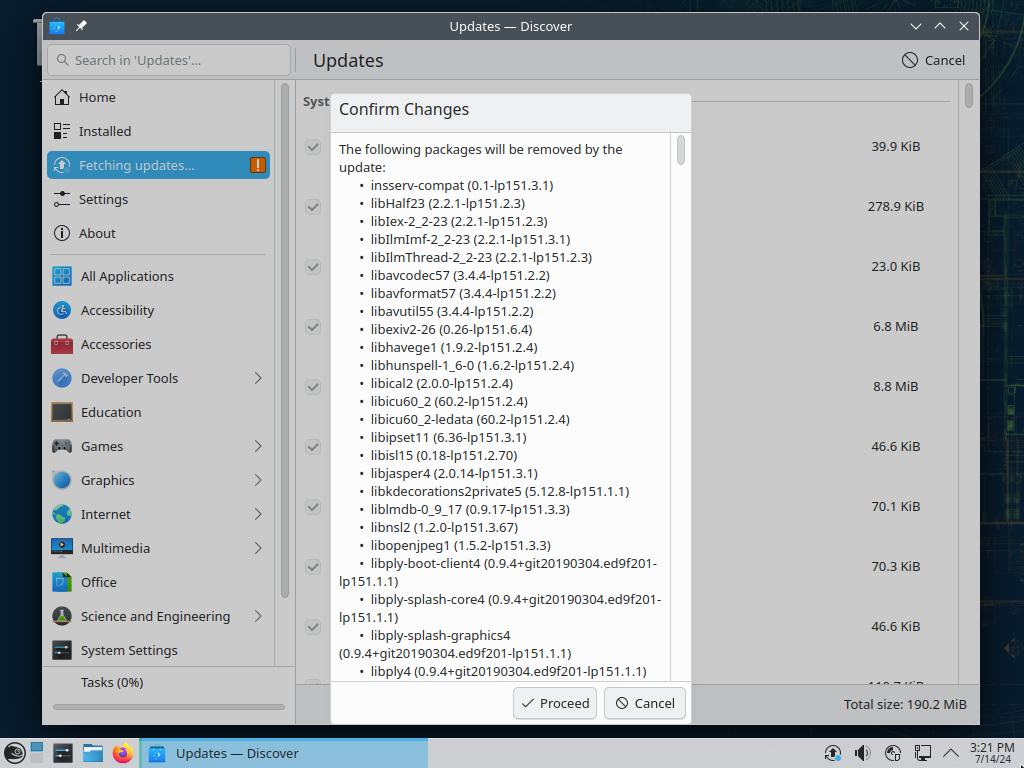 Updates — Discover
Search in 'Updates'...
Updates
Cancel
Home
Installed
Fetching updates...
Settings
About
All Applications
Accessibility
Accessories
Developer Tools
Education
Games
Graphics
Internet
Multimedia
Office
Science and Engineering
System Settings
Tasks (0%)
Syst
39.9 KiB
278.9 KiB
23.0 KiB
6.8 MiB
8.8 MiB
46.6 KiB
70.1 KiB
70.3 KiB
46.6 KiB
Total size: 190.2 MiB
Confirm Changes
The following packages will be removed by the
update:
• insserv-compat (0.1-lp151.3.1)
• libHalf23 (2.2.1-lp151.2.3)
• libIex-2_2-23 (2.2.1-lp151.2.3)
• libIlmImf-2_2-23 (2.2.1-lp151.3.1)
• libIlmThread-2_2-23 (2.2.1-lp151.2.3)
• libavcodec57 (3.4.4-lp151.2.2)
• libavformat57 (3.4.4-lp151.2.2)
• libavutil55 (3.4.4-lp151.2.2)
• libexiv2-26 (0.26-lp151.6.4)
• libhavege1 (1.9.2-lp151.2.4)
• libhunspell-1_6-0 (1.6.2-lp151.2.4)
• libical2 (2.0.0-lp151.2.4)
• libicu60_2 (60.2-lp151.2.4)
• libicu60_2-ledata (60.2-lp151.2.4)
• libipset11 (6.36-lp151.3.1)
• libisl15 (0.18-lp151.2.70)
• libjasper4 (2.0.14-lp151.3.1)
• libkdecorations2private5 (5.12.8-lp151.1.1)
• liblmdb-0_9_17 (0.9.17-lp151.3.3)
• libnsl2 (1.2.0-lp151.3.67)
• libopenjpeg1 (1.5.2-lp151.3.3)
• libply-boot-client4 (0.9.4+git20190304.ed9f201-
lp151.1.1)
• libply-splash-core4 (0.9.4+git20190304.ed9f201-
lp151.1.1)
• libply-splash-graphics4
(0.9.4+git20190304.ed9f201-lp151.1.1)
• libply4 (0.9.4+git20190304.ed9f201-lp151.1.1)
Proceed
Cancel
Updates — Discover
3:21 PM
7/14/24